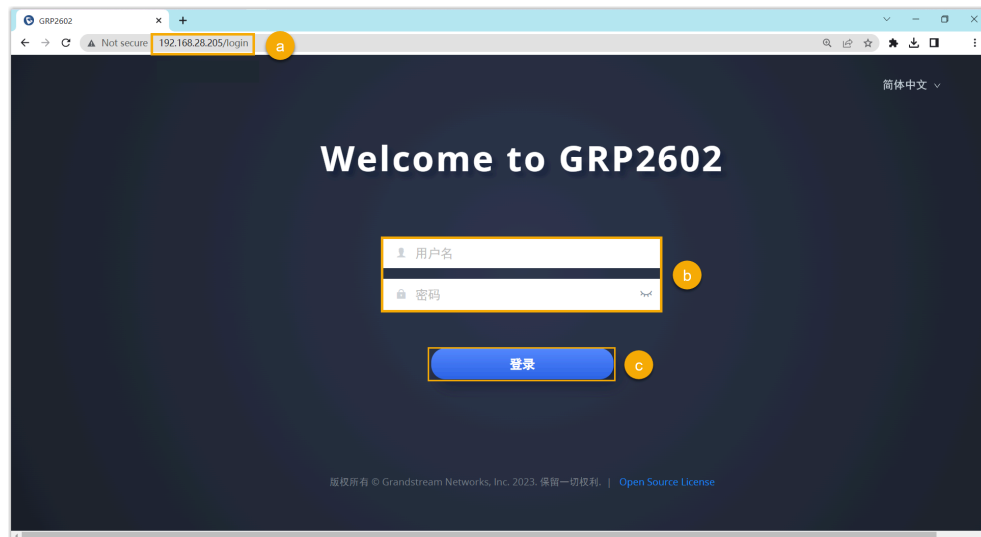 GRP2602
Not secure 192.168.28.205/login
a
简体中文
Welcome to GRP2602
用户名
b
密码
登录
c
版权所有 © Grandstream Networks, Inc. 2023. 保留一切权利. | Open Source License